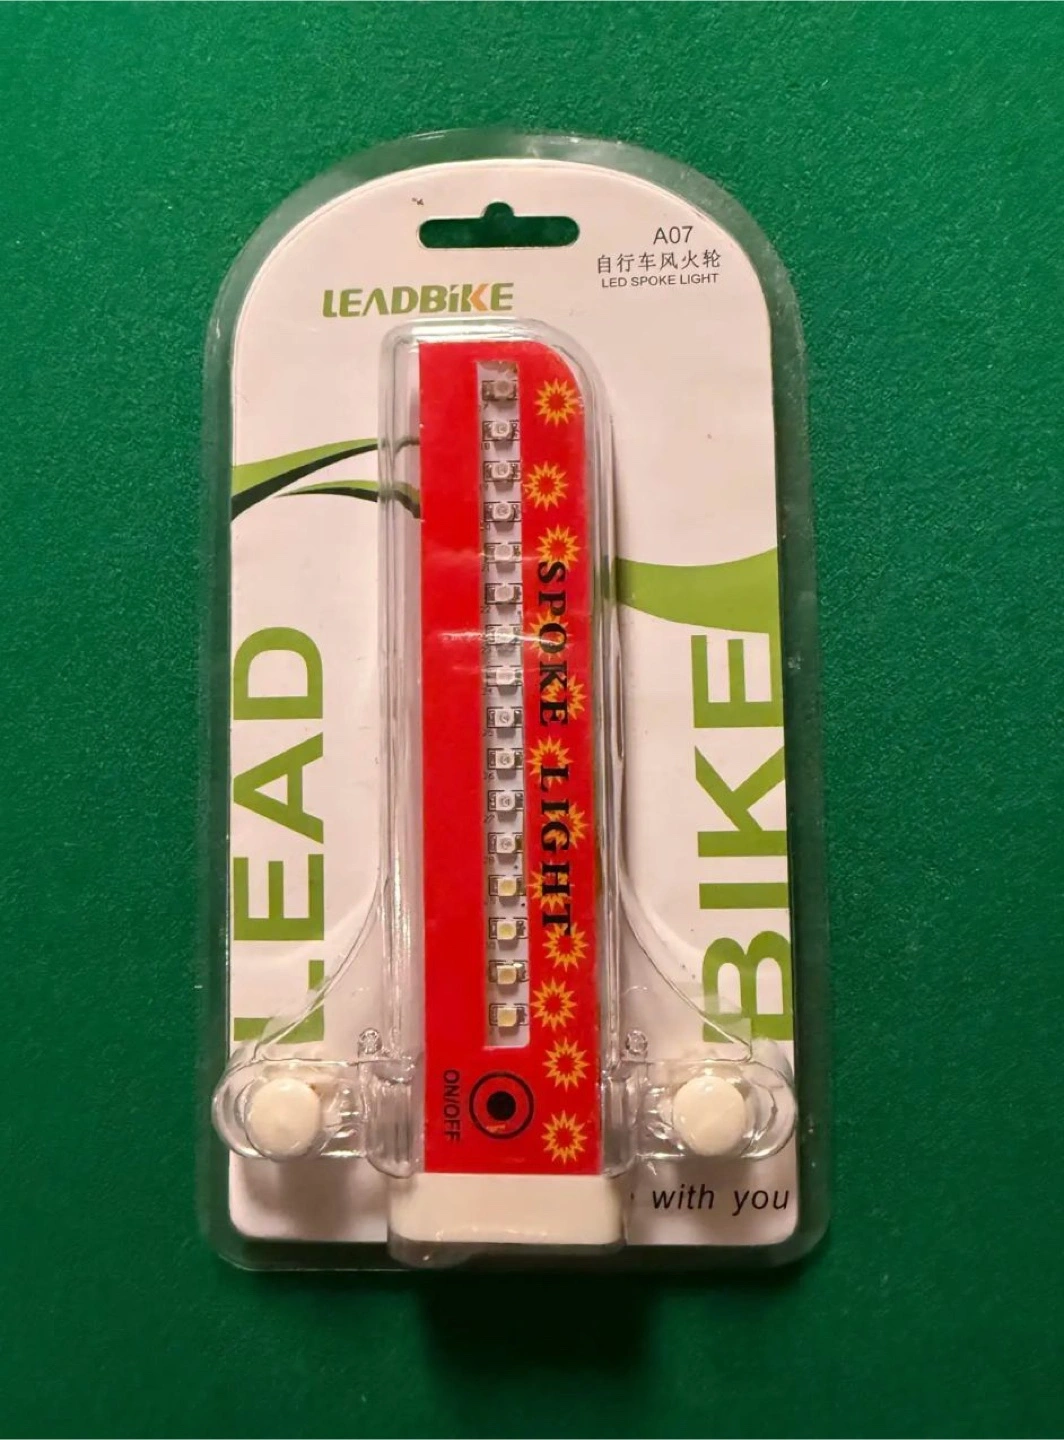 A07
自行车风火轮
LED SPOKE LIGHT
LEADBiKE
SPOKE LIGHT
LEAD
BIKE
ON/OFF
with you